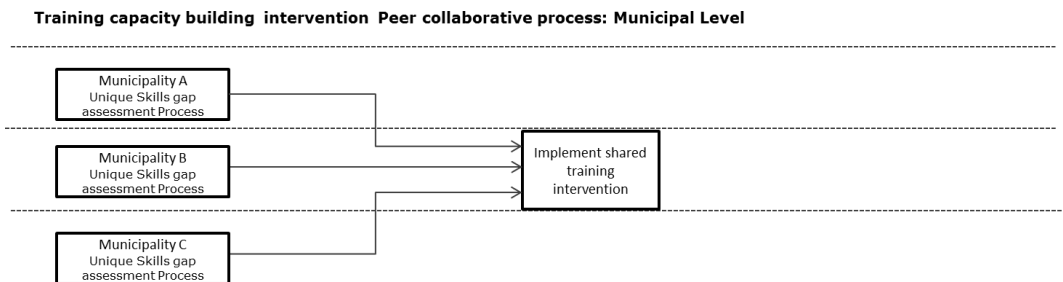 Training capacity building intervention Peer collaborative process: Municipal Level
Municipality A
Unique Skills gap
assessment Process
Municipality B
Unique Skills gap
assessment Process
Implement shared
training
intervention
Municipality C
Unique Skills gap
assessment Process